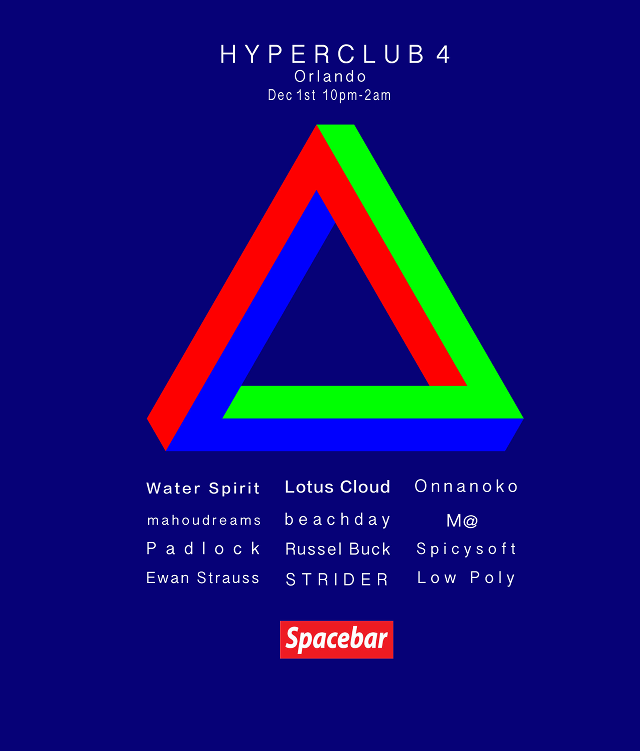 HYPERCLUB 4
Orlando
Dec 1st 10pm-2am
Water Spirit Lotus Cloud Onnanoko
mahoudreams beachday M@
Padlock Russel Buck Spicysoft
Ewan Strauss STRIDER Low Poly
Spacebar